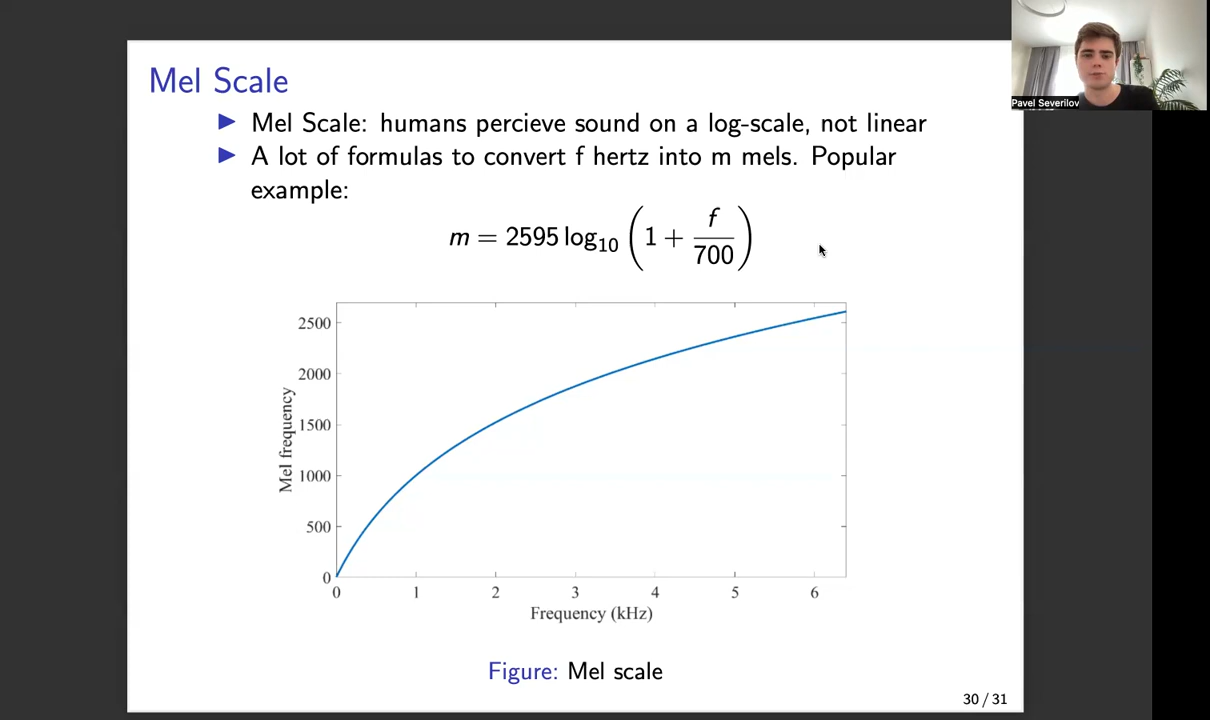 Mel Scale
Pavel Severilov
Mel Scale: humans percieve sound on a log-scale, not linear
A lot of formulas to convert f hertz into m mels. Popular
example:
m = 2595 log₁₀ (1 + f/700)
2500
2000
1500
1000
500
0
Mel frequency
0 1 2 3 4 5 6
Frequency (kHz)
Figure: Mel scale
30 / 31